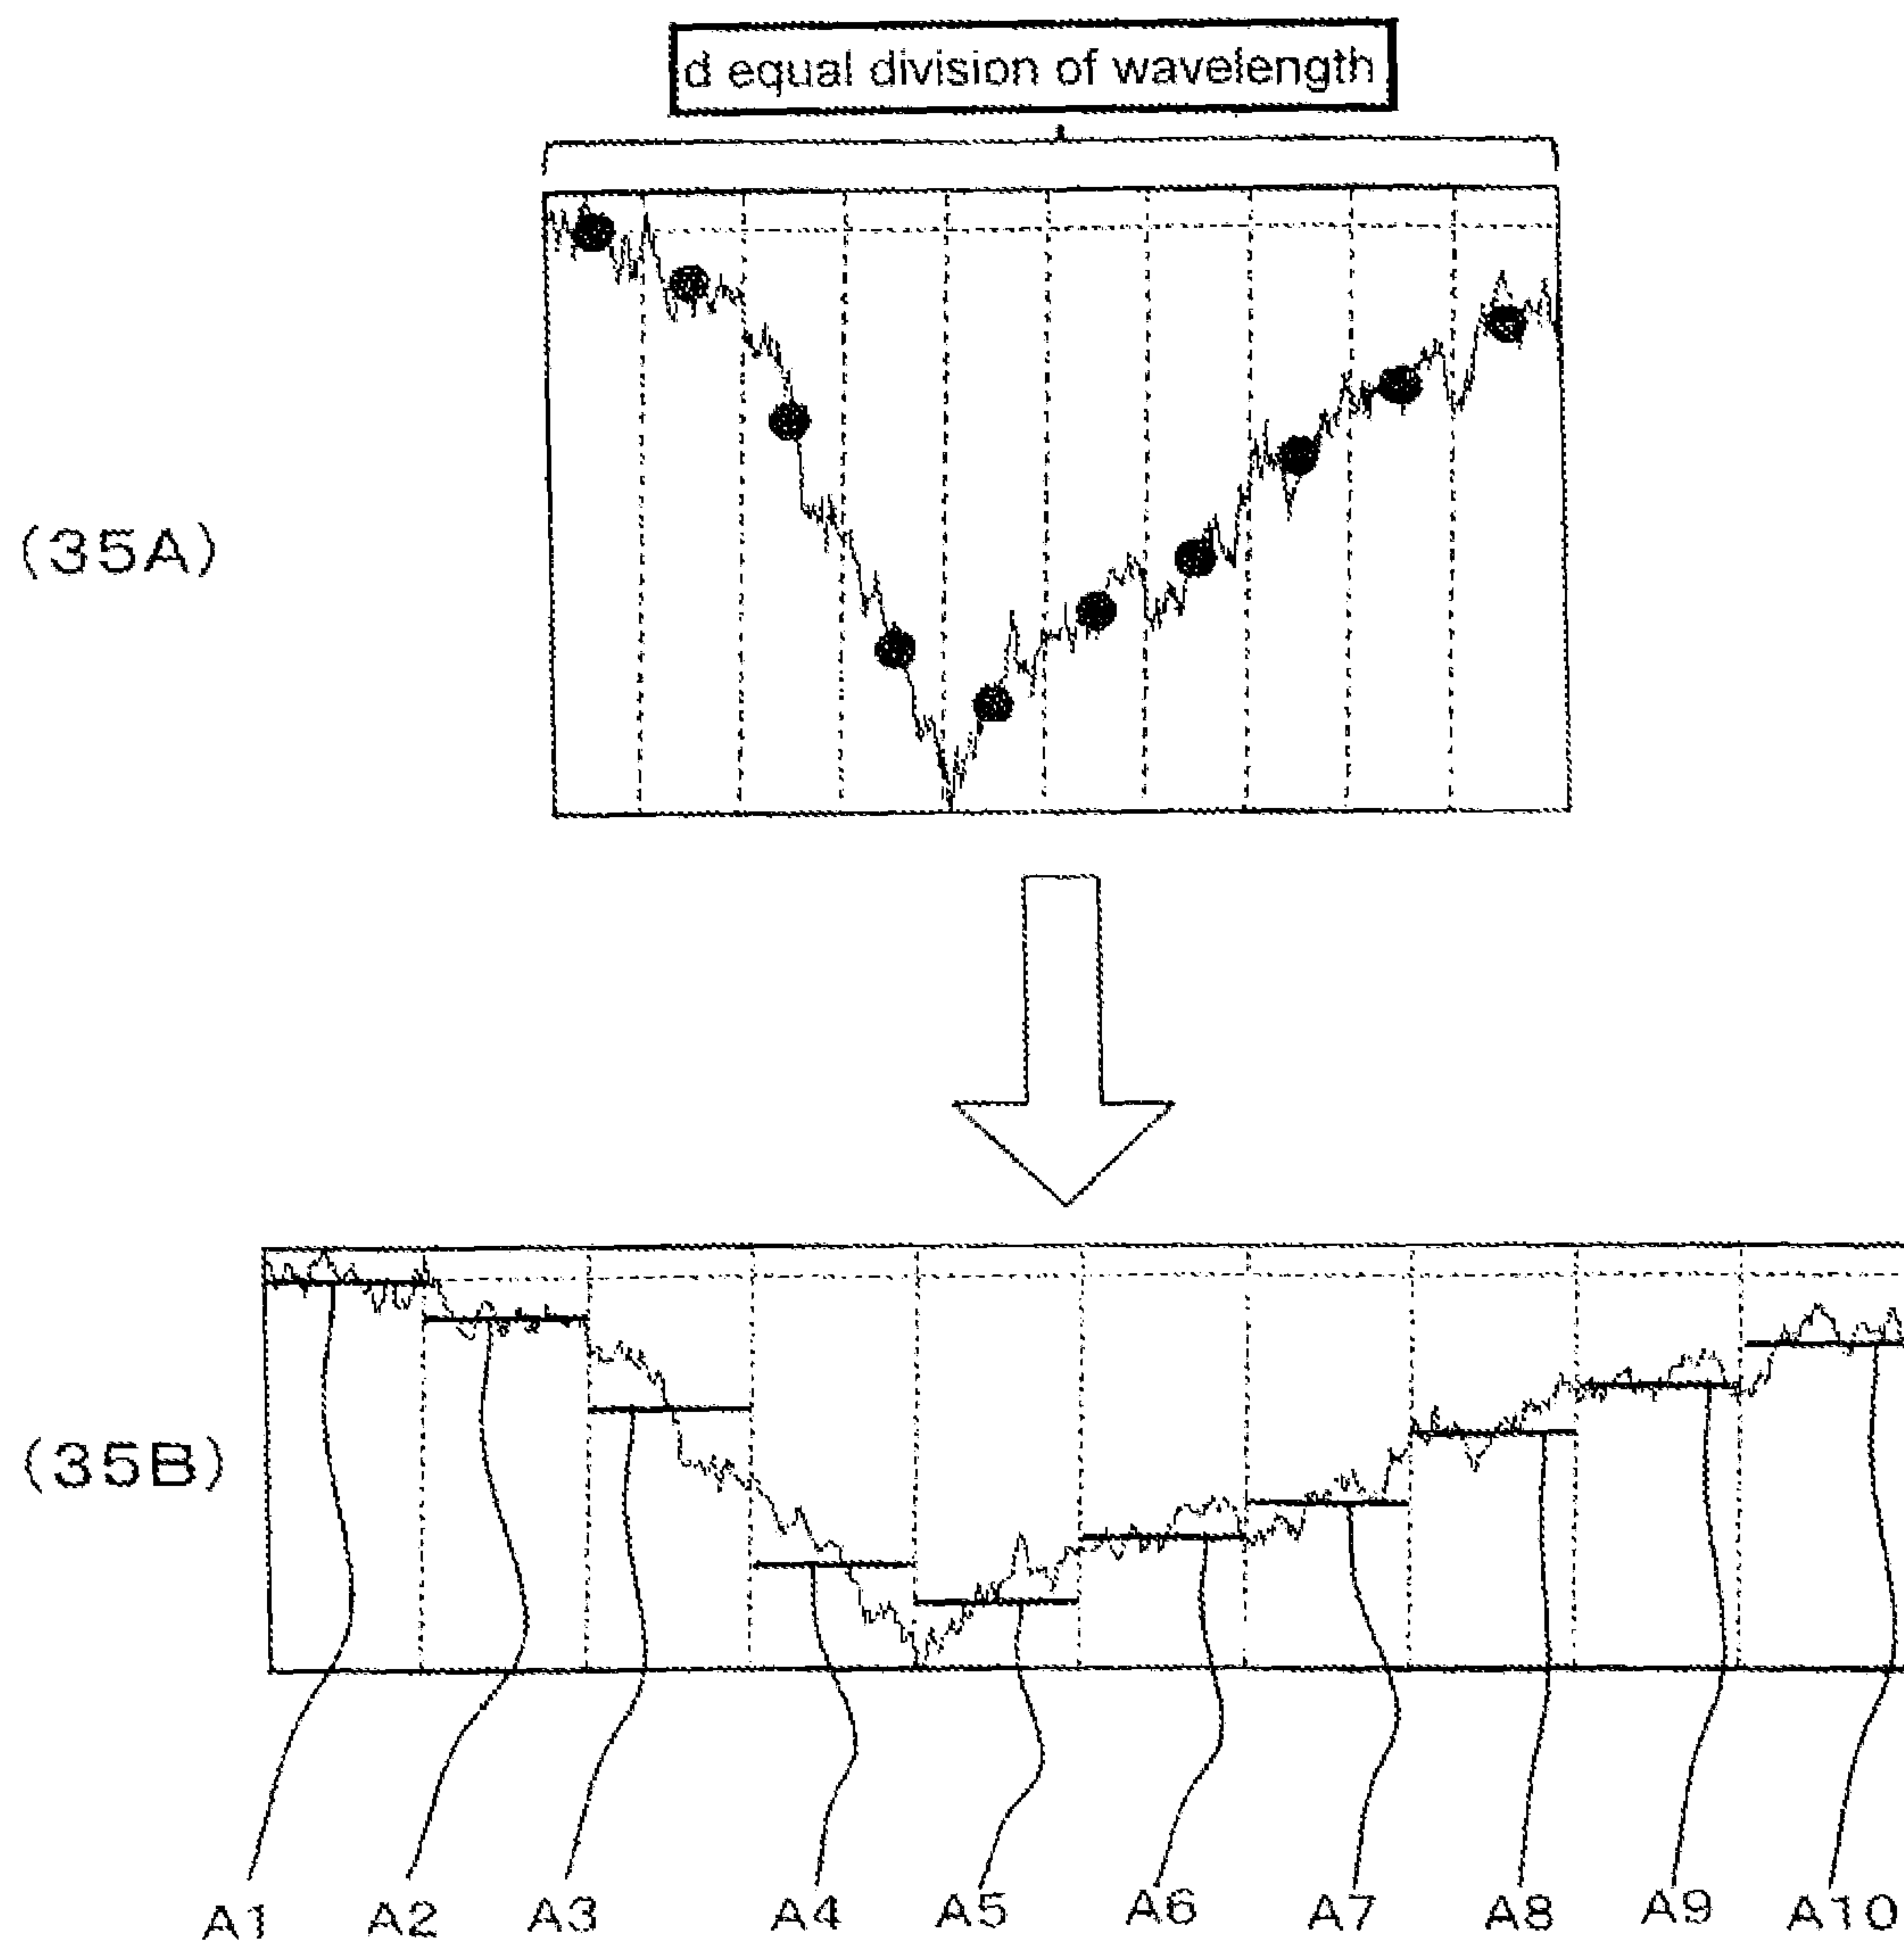 d equal division of wavelength
(35A)
(35B)
A1 A2 A3 A4 A5 A6 A7 A8 A9 A10